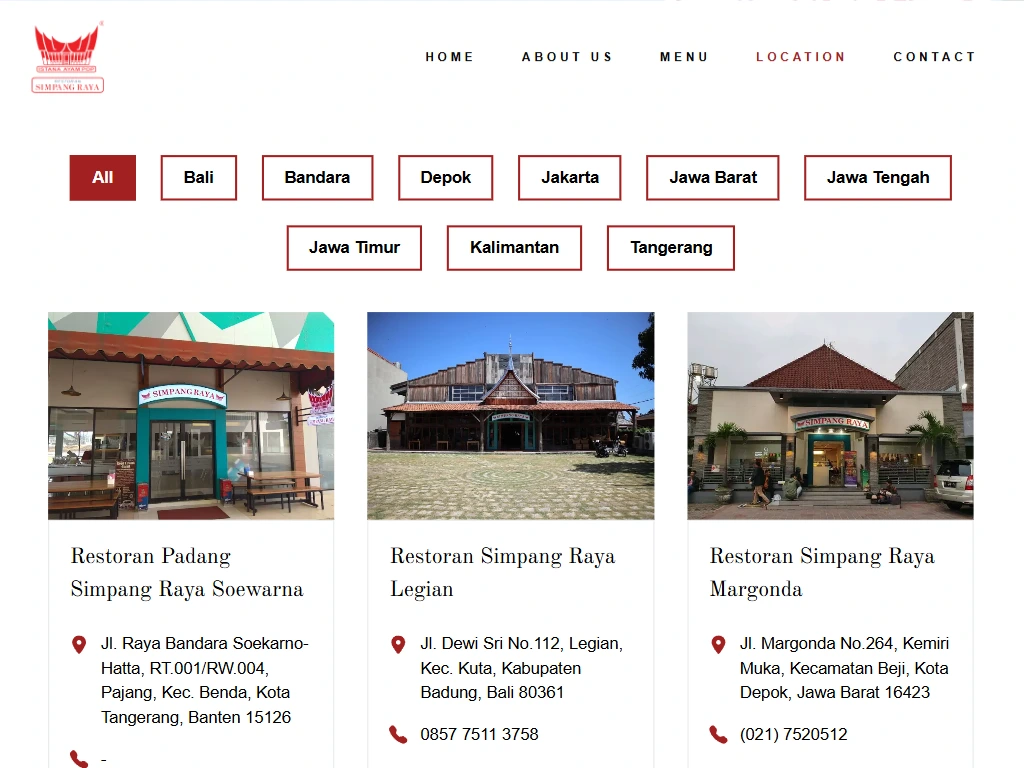 ISTANA AYAM POP
RESTORAN
SIMPANG RAYA
HOME
ABOUT US
MENU
LOCATION
CONTACT
All
Bali
Bandara
Depok
Jakarta
Jawa Barat
Jawa Tengah
Jawa Timur
Kalimantan
Tangerang
SIMPANG RAYA
SIMPANG RAYA
Restoran Padang
Simpang Raya Soewarna
Jl. Raya Bandara Soekarno-
Hatta, RT.001/RW.004,
Pajang, Kec. Benda, Kota
Tangerang, Banten 15126
-
Restoran Simpang Raya
Legian
Jl. Dewi Sri No.112, Legian,
Kec. Kuta, Kabupaten
Badung, Bali 80361
0857 7511 3758
Restoran Simpang Raya
Margonda
Jl. Margonda No.264, Kemiri
Muka, Kecamatan Beji, Kota
Depok, Jawa Barat 16423
(021) 7520512